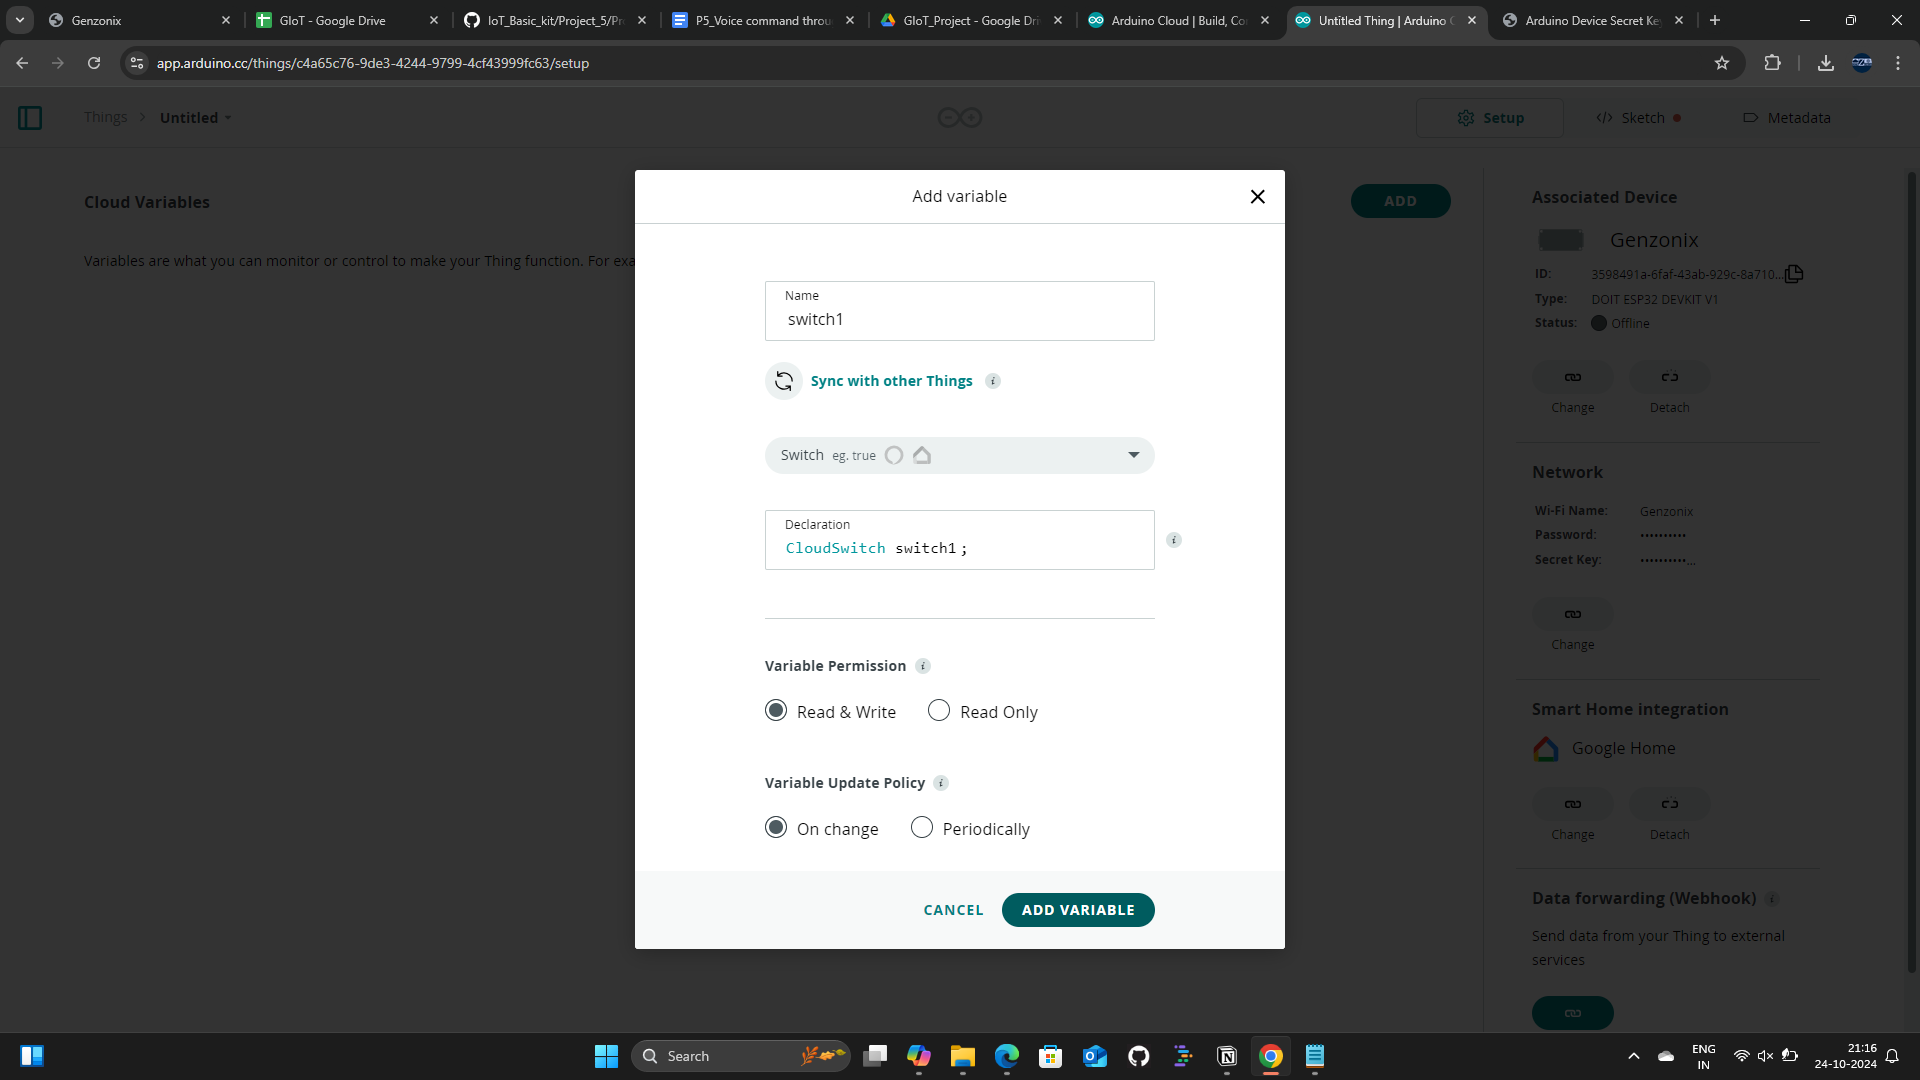 Genzonix
GIoT - Google Drive
IoT_Basic_kit/Project_5/Pro
P5_Voice command throu
GIoT_Project - Google Dri
Arduino Cloud | Build, Co
Untitled Thing | Arduino C
Arduino Device Secret Key
app.arduino.cc/things/c4a65c76-9de3-4244-9799-4cf43999fc63/setup
Things > Untitled
Setup
</> Sketch
Metadata
Cloud Variables
ADD
Variables are what you can monitor or control to make your Thing function. For exa
Add variable
Name
switch1
Sync with other Things i
Switch eg. true
Declaration
CloudSwitch switch1;
i
Variable Permission i
Read & Write
Read Only
Variable Update Policy i
On change
Periodically
CANCEL
ADD VARIABLE
Associated Device
Genzonix
ID: 3598491a-6faf-43ab-929c-8a710...
Type: DOIT ESP32 DEVKIT V1
Status: Offline
Change
Detach
Network
Wi-Fi Name: Genzonix
Password: ••••••••••
Secret Key: ••••••••••...
Change
Smart Home integration
Google Home
Change
Detach
Data forwarding (Webhook) i
Send data from your Thing to external
services
Search
ENG
IN
21:16
24-10-2024